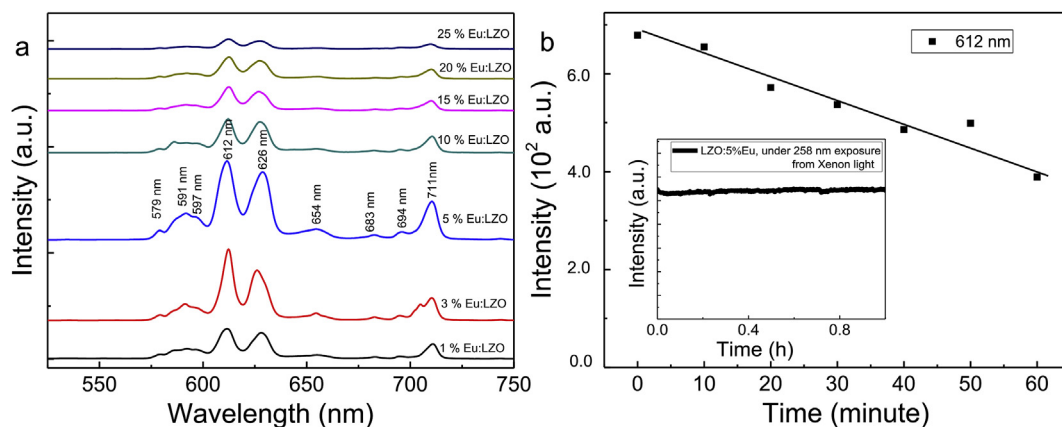 a
25 % Eu:LZO
20 % Eu:LZO
15 % Eu:LZO
10 % Eu:LZO
5 % Eu:LZO
3 % Eu:LZO
1 % Eu:LZO
579 nm
591 nm
597 nm
612 nm
626 nm
654 nm
683 nm
694 nm
711nm
Intensity (a.u.)
550 600 650 700 750
Wavelength (nm)
b
612 nm
Intensity (10² a.u.)
6.0
4.0
2.0
0.0
LZO:5%Eu, under 258 nm exposure
from Xenon light
Intensity (a.u.)
0.0 0.4 0.8
Time (h)
0 10 20 30 40 50 60
Time (minute)